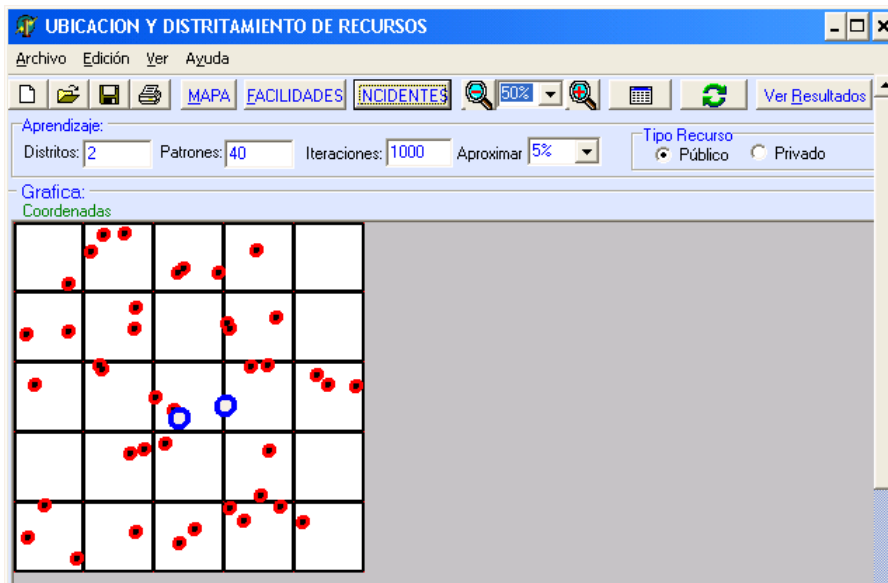 UBICACION Y DISTRITAMIENTO DE RECURSOS
Archivo Edición Ver Ayuda
MAPA FACILIDADES INCIDENTES 50% Ver Resultados
Aprendizaje:
Distritos: 2 Patrones: 40 Iteraciones: 1000 Aproximar 5%
Tipo Recurso
Público Privado
Grafica:
Coordenadas